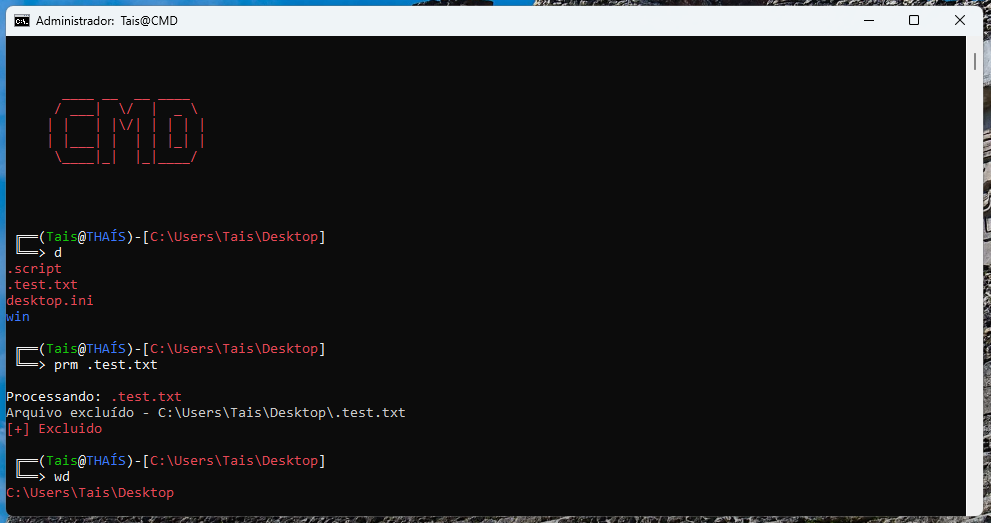 Administrador: Tais@CMD
CMD
(Tais@THAÍS)-[C:\Users\Tais\Desktop]
> d
.script
.test.txt
desktop.ini
win
(Tais@THAÍS)-[C:\Users\Tais\Desktop]
> prm .test.txt
Processando: .test.txt
Arquivo excluído - C:\Users\Tais\Desktop\.test.txt
[+] Excluido
(Tais@THAÍS)-[C:\Users\Tais\Desktop]
> wd
C:\Users\Tais\Desktop